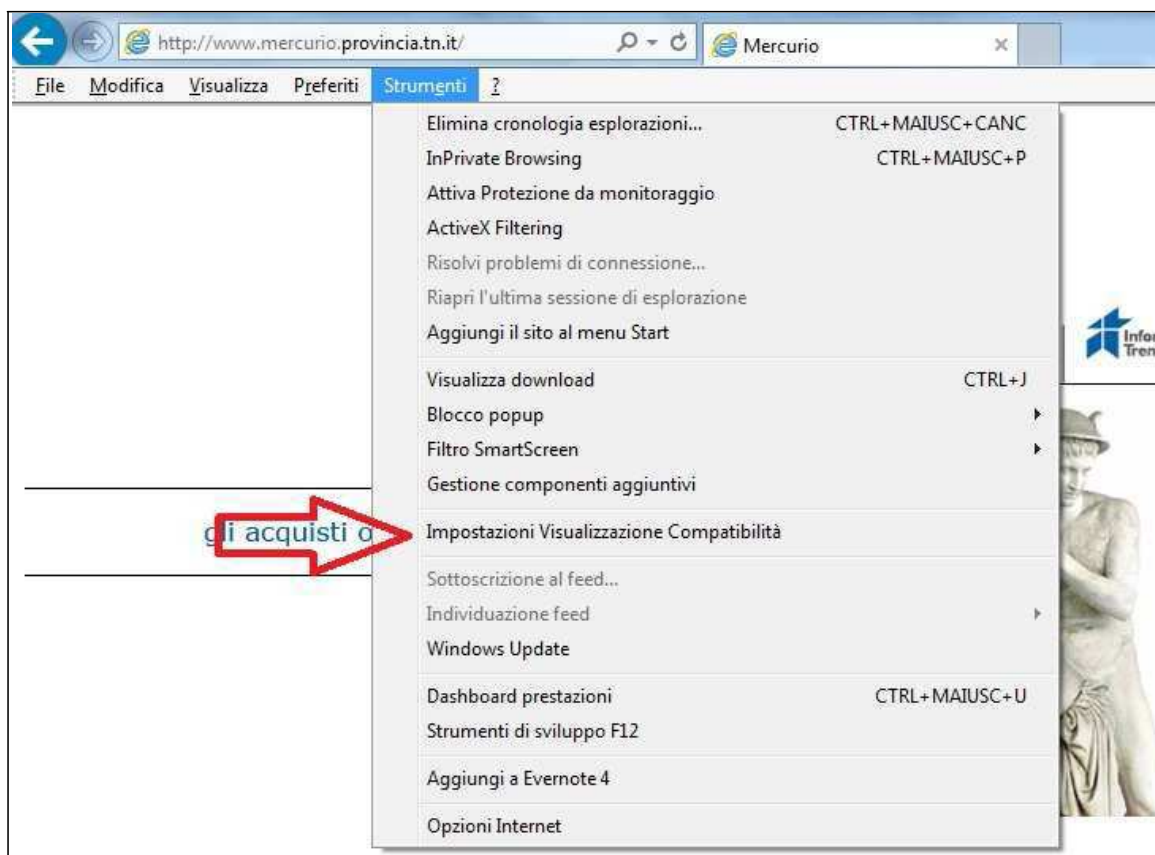 http://www.mercurio.provincia.tn.it/
Mercurio
File Modifica Visualizza Preferiti Strumenti ?
Elimina cronologia esplorazioni... CTRL+MAIUSC+CANC
InPrivate Browsing CTRL+MAIUSC+P
Attiva Protezione da monitoraggio
ActiveX Filtering
Risolvi problemi di connessione...
Riapri l'ultima sessione di esplorazione
Aggiungi il sito al menu Start
Visualizza download CTRL+J
Blocco popup
Filtro SmartScreen
Gestione componenti aggiuntivi
Impostazioni Visualizzazione Compatibilità
Sottoscrizione al feed...
Individuazione feed
Windows Update
Dashboard prestazioni CTRL+MAIUSC+U
Strumenti di sviluppo F12
Aggiungi a Evernote 4
Opzioni Internet
gli acquisti o
Infor
Tren